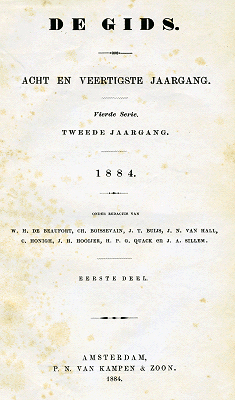 DE GIDS.
ACHT EN VEERTIGSTE JAARGANG.
Vierde Serie.
TWEEDE JAARGANG.
1884.
ONDER REDACTIE VAN
W. H. DE BEAUFORT, CH. BOISSEVAIN, J. T. BUIJS, J. N. VAN HALL,
C. HONIGH, J. H. HOOIJER, H. P. G. QUACK en J. A. SILLEM.
EERSTE DEEL.
AMSTERDAM,
P. N. VAN KAMPEN & ZOON.
1884.